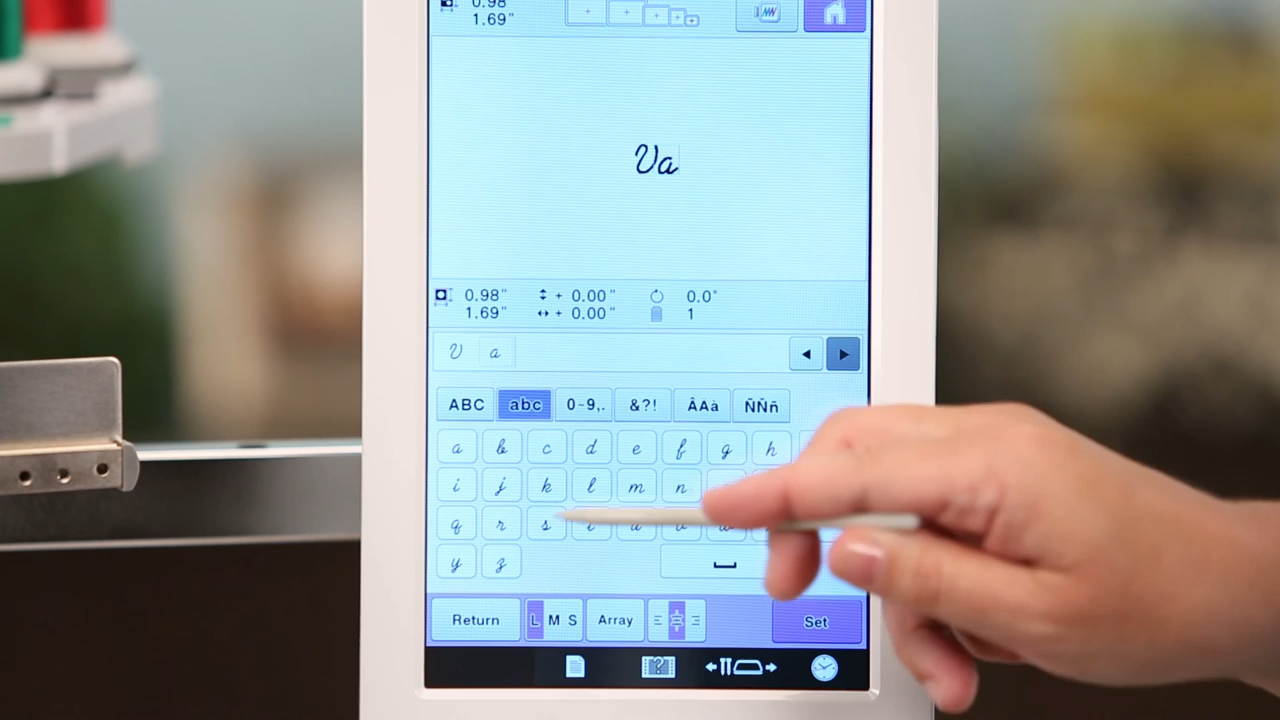 0.98
1.69"
Va
0.98" + 0.00" 0.0°
1.69" + 0.00" 1
V a
ABC abc 0~9,. &?! ÂAà ÑÑñ
a b c d e f g h
i j k l m n
q r s t u v w
y z
Return L M S Array Set